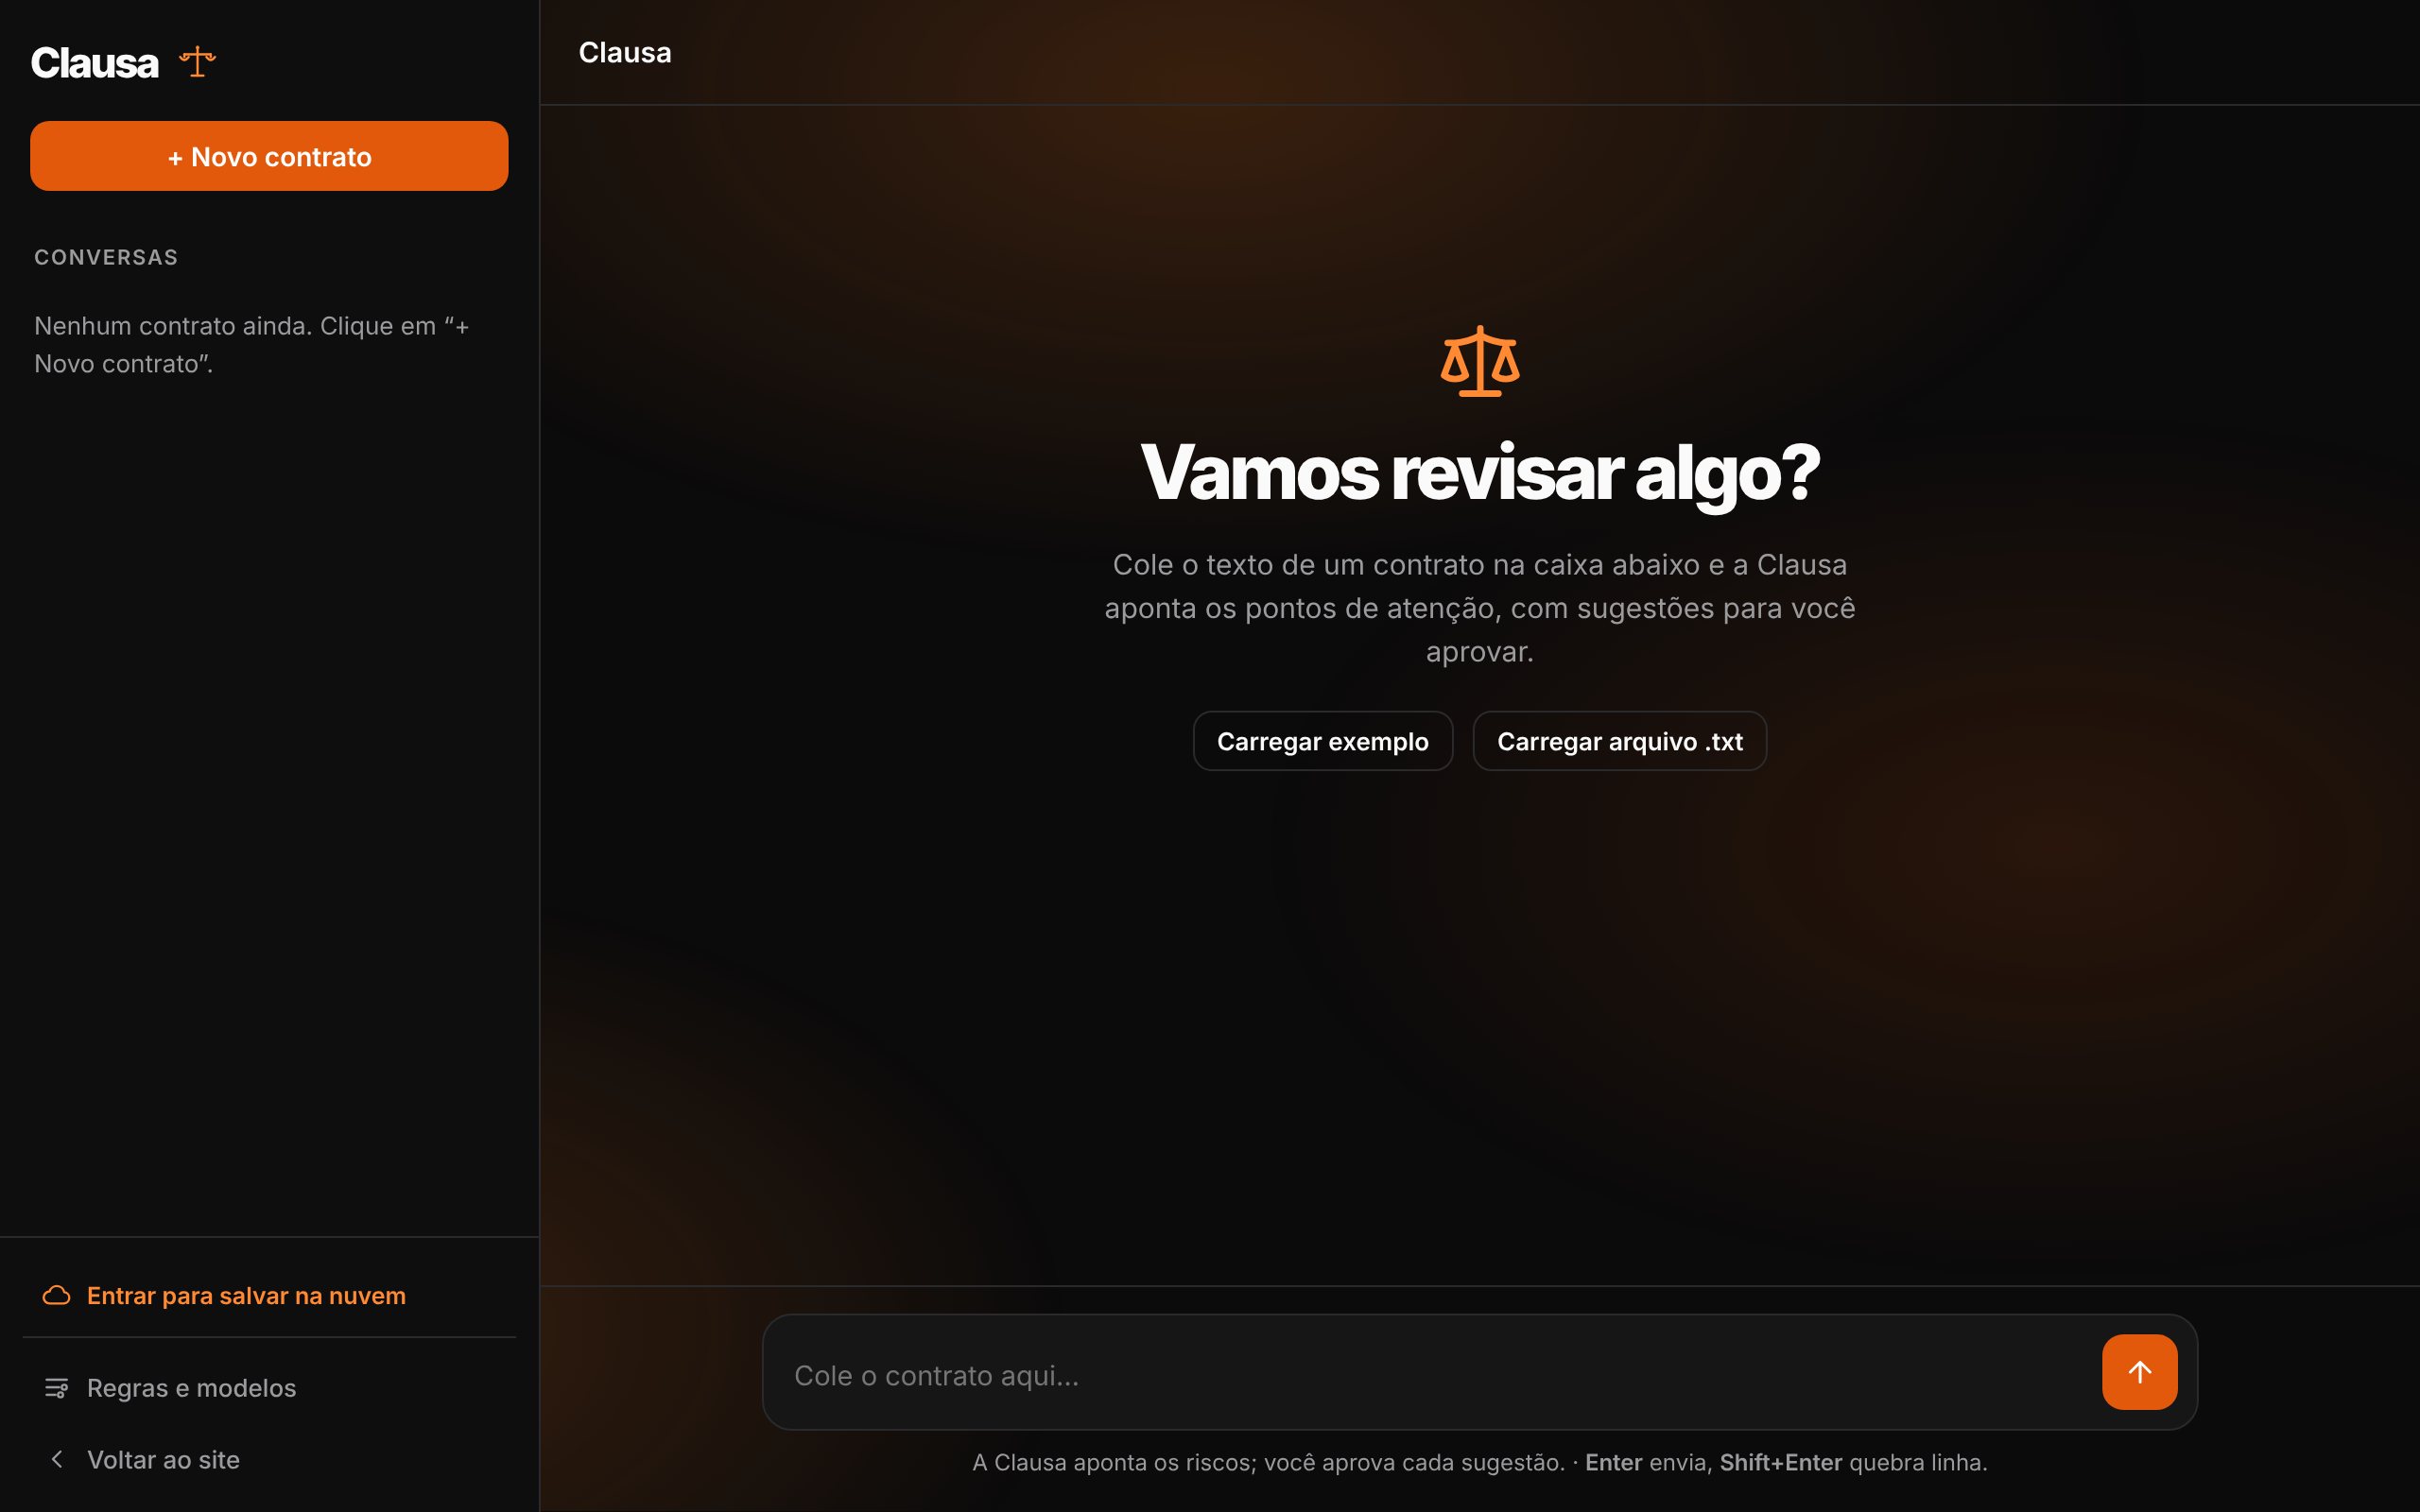 Clausa
+ Novo contrato
CONVERSAS
Nenhum contrato ainda. Clique em “+
Novo contrato”.
Entrar para salvar na nuvem
Regras e modelos
Voltar ao site
Clausa
Vamos revisar algo?
Cole o texto de um contrato na caixa abaixo e a Clausa
aponta os pontos de atenção, com sugestões para você
aprovar.
Carregar exemplo
Carregar arquivo .txt
Cole o contrato aqui...
A Clausa aponta os riscos; você aprova cada sugestão. · Enter envia, Shift+Enter quebra linha.